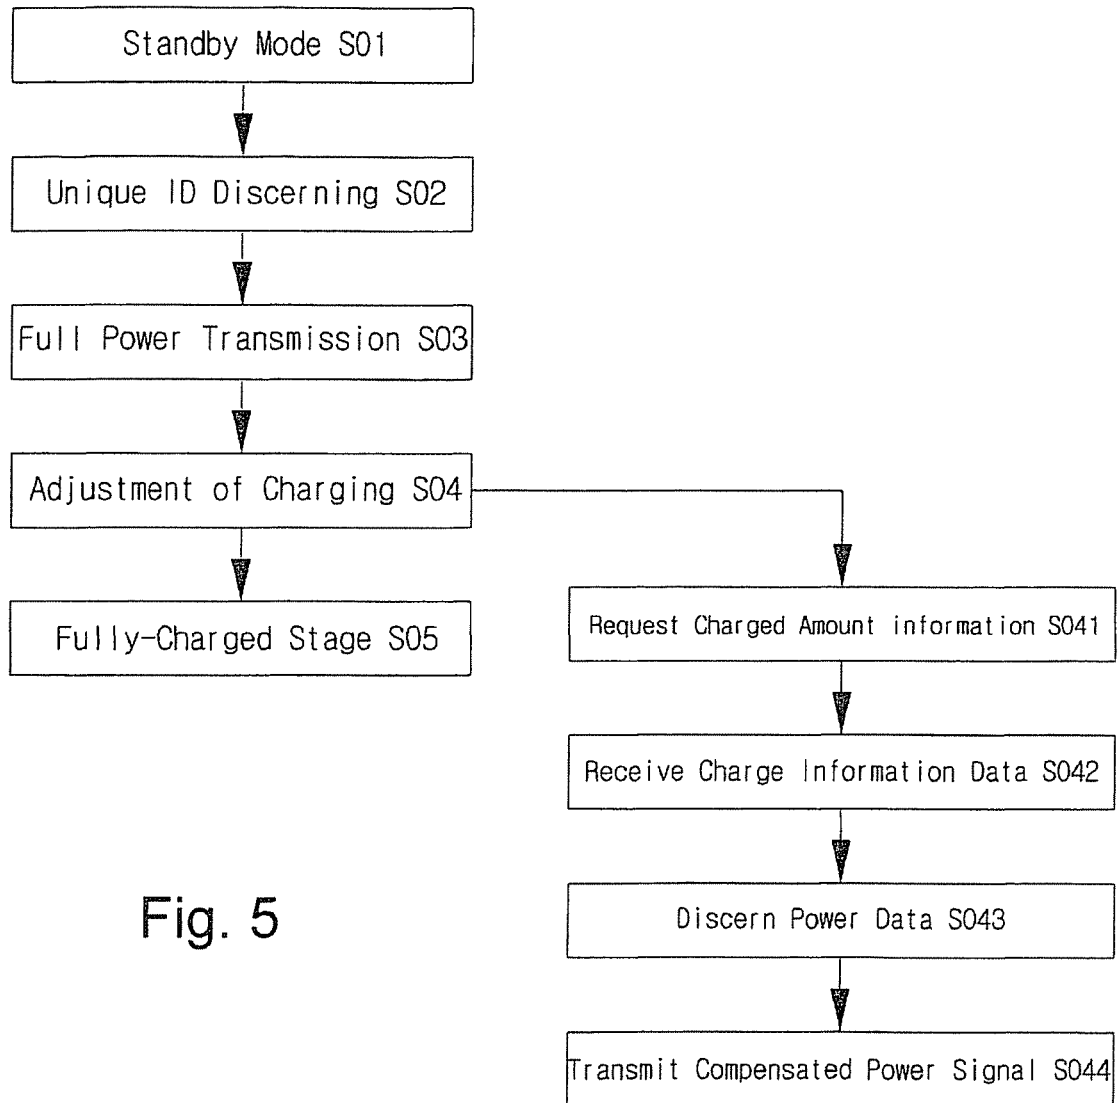 Standby Mode S01
Unique ID Discerning S02
Full Power Transmission S03
Adjustment of Charging S04
Fully-Charged Stage S05
Request Charged Amount information S041
Receive Charge Information Data S042
Discern Power Data S043
Transmit Compensated Power Signal S044
Fig. 5